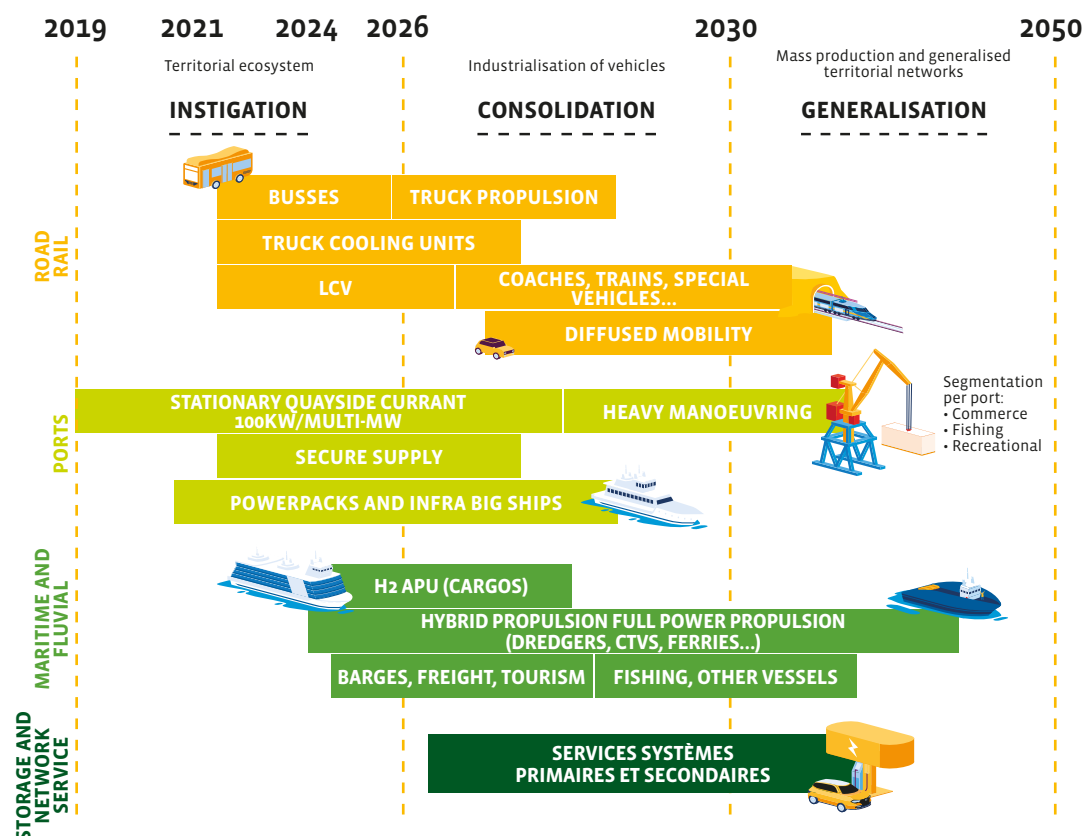 2019 2021 2024 2026 2030 2050
Territorial ecosystem
Industrialisation of vehicles
Mass production and generalised
territorial networks
INSTIGATION
CONSOLIDATION
GENERALISATION
ROAD
RAIL
BUSSES
TRUCK PROPULSION
TRUCK COOLING UNITS
LCV
COACHES, TRAINS, SPECIAL
VEHICLES...
DIFFUSED MOBILITY
PORTS
STATIONARY QUAYSIDE CURRANT
100KW/MULTI-MW
HEAVY MANOEUVRING
Segmentation
per port:
• Commerce
• Fishing
• Recreational
SECURE SUPPLY
POWERPACKS AND INFRA BIG SHIPS
MARITIME AND
FLUVIAL
H2 APU (CARGOS)
HYBRID PROPULSION FULL POWER PROPULSION
(DREDGERS, CTVS, FERRIES...)
BARGES, FREIGHT, TOURISM
FISHING, OTHER VESSELS
STORAGE AND
NETWORK
SERVICE
SERVICES SYSTÈMES
PRIMAIRES ET SECONDAIRES